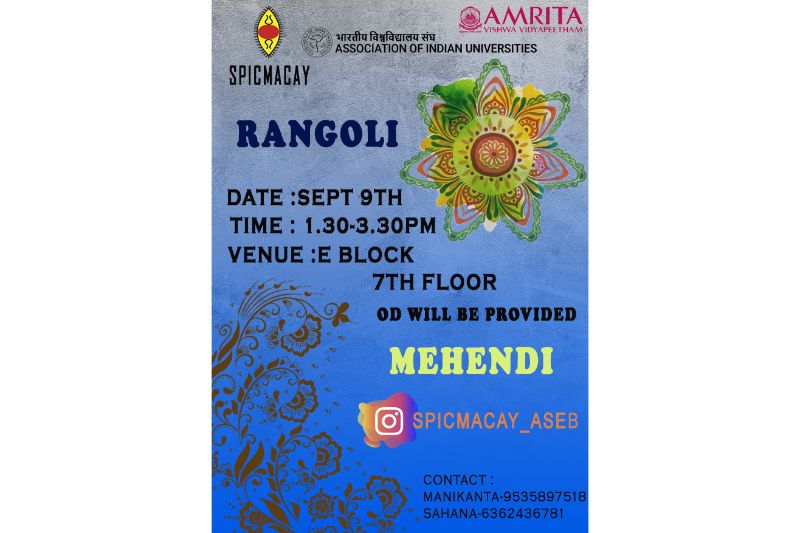 SPICMACAY
भारतीय विश्वविद्यालय संघ
ASSOCIATION OF INDIAN UNIVERSITIES
AMRITA
VISHWA VIDYAPEETHAM
RANGOLI
DATE :SEPT 9TH
TIME : 1.30-3.30PM
VENUE :E BLOCK
7TH FLOOR
OD WILL BE PROVIDED
MEHENDI
SPICMACAY_ASEB
CONTACT :
MANIKANTA-9535897518
SAHANA-6362436781